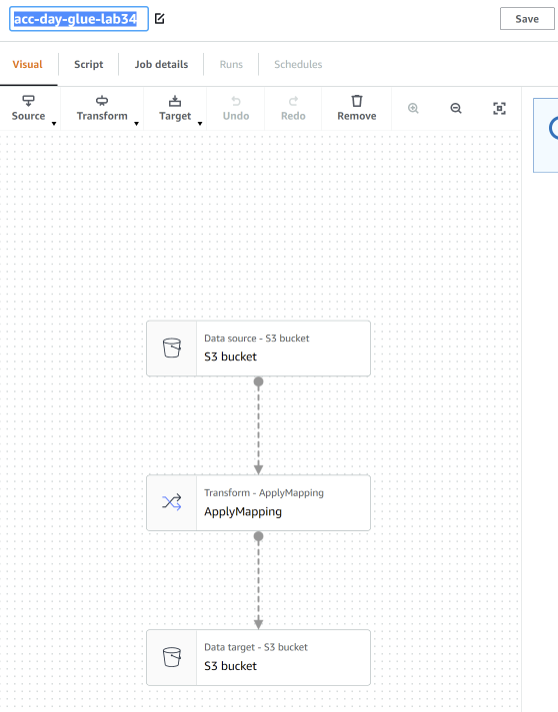 acc-day-glue-lab34
Save
Visual Script Job details Runs Schedules
Source Transform Target Undo Redo Remove
Data source - S3 bucket
S3 bucket
Transform - ApplyMapping
ApplyMapping
Data target - S3 bucket
S3 bucket